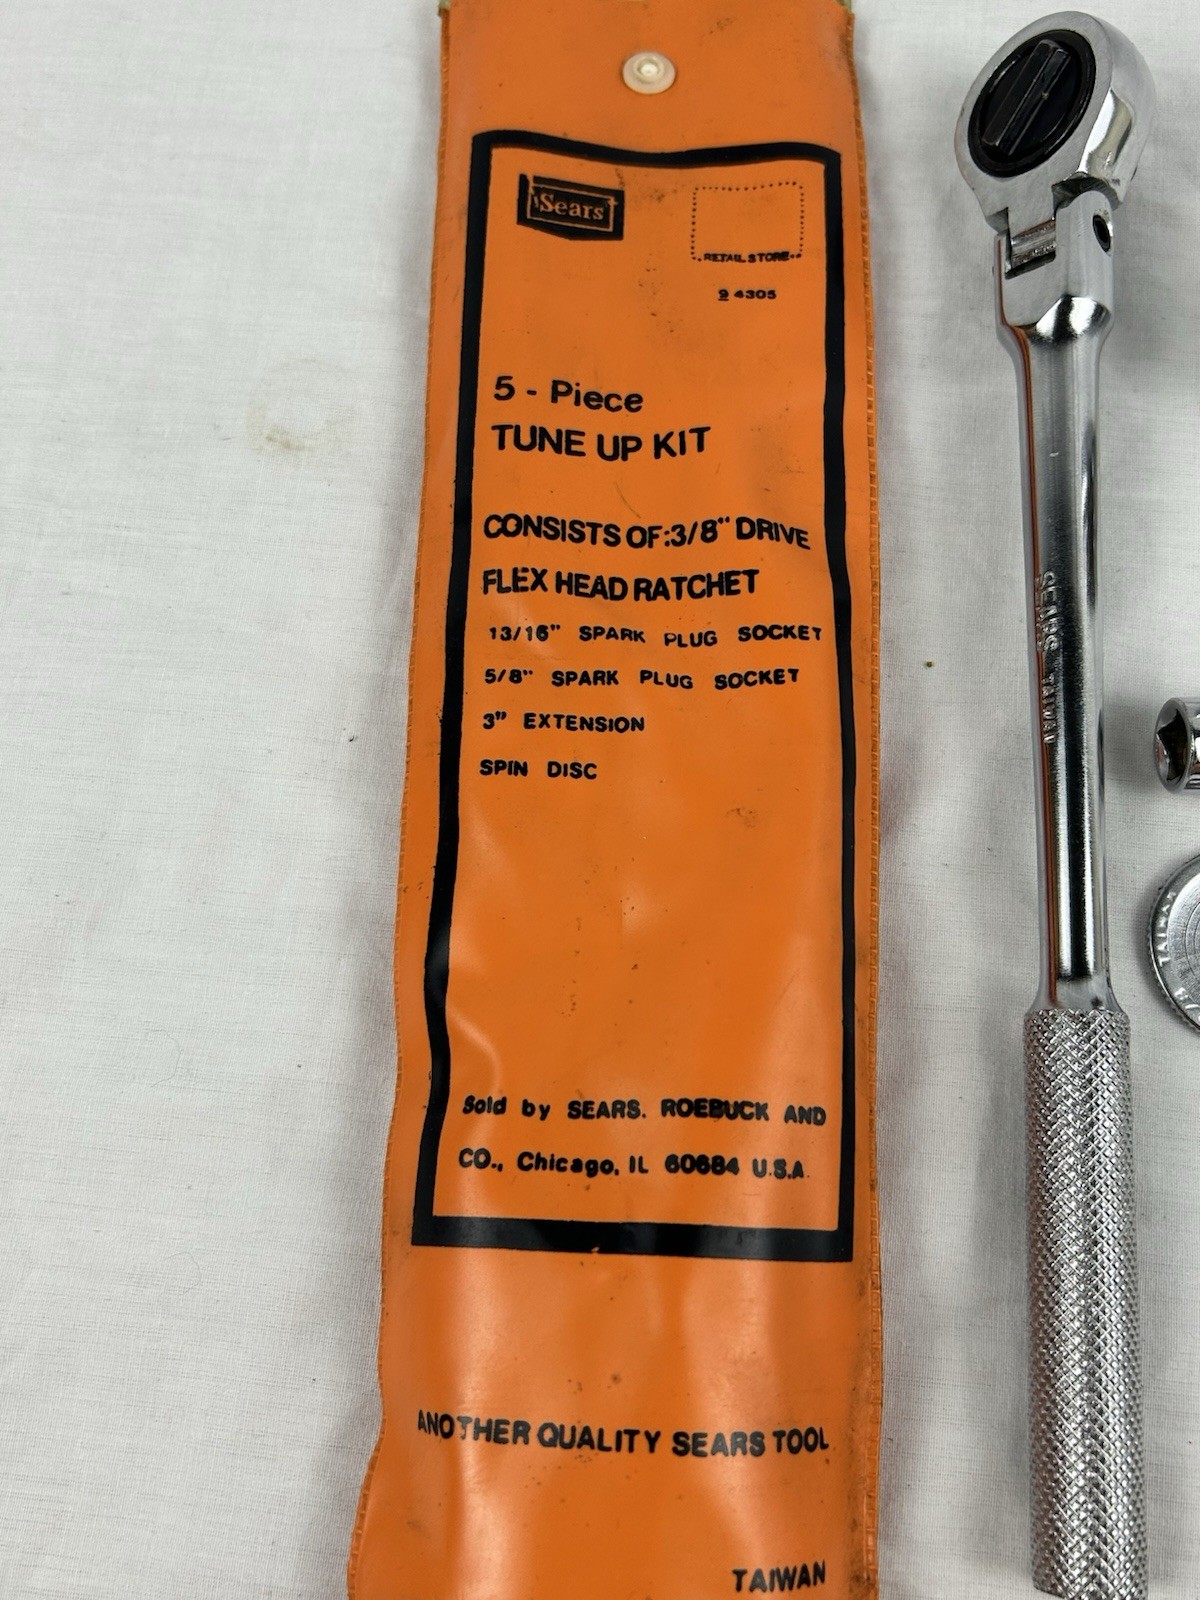 Sears
RETAIL STORE
9 4305
5 - Piece
TUNE UP KIT
CONSISTS OF:3/8" DRIVE
FLEX HEAD RATCHET
13/16" SPARK PLUG SOCKET
5/8" SPARK PLUG SOCKET
3" EXTENSION
SPIN DISC
Sold by SEARS. ROEBUCK AND
CO., Chicago, IL 60684 U.S.A.
ANOTHER QUALITY SEARS TOOL
TAIWAN
SEARS TAIWAN